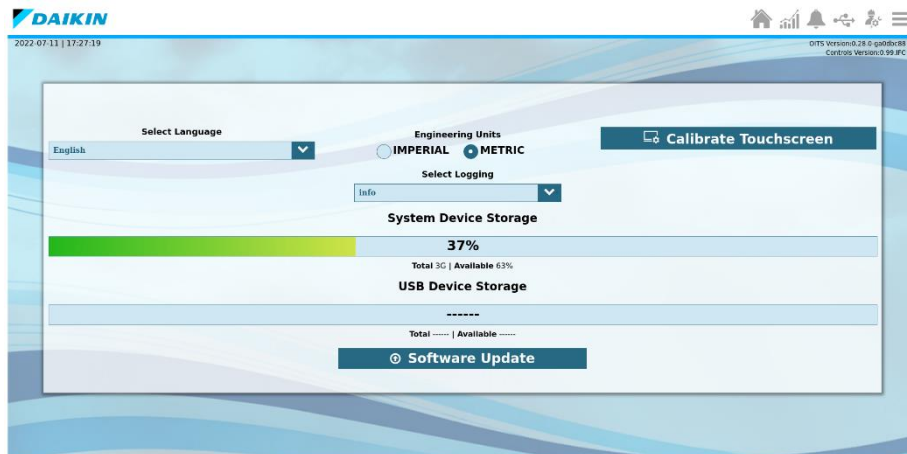 DAIKIN
2022-07-11 | 17:27:19
OITS Version:0.28.0-ga0dbc88
Controls Version:0.99.IFC
Select Language
English
Engineering Units
IMPERIAL METRIC
Calibrate Touchscreen
Select Logging
info
System Device Storage
37%
Total 3G | Available 63%
USB Device Storage
------
Total ------ | Available ------
Software Update